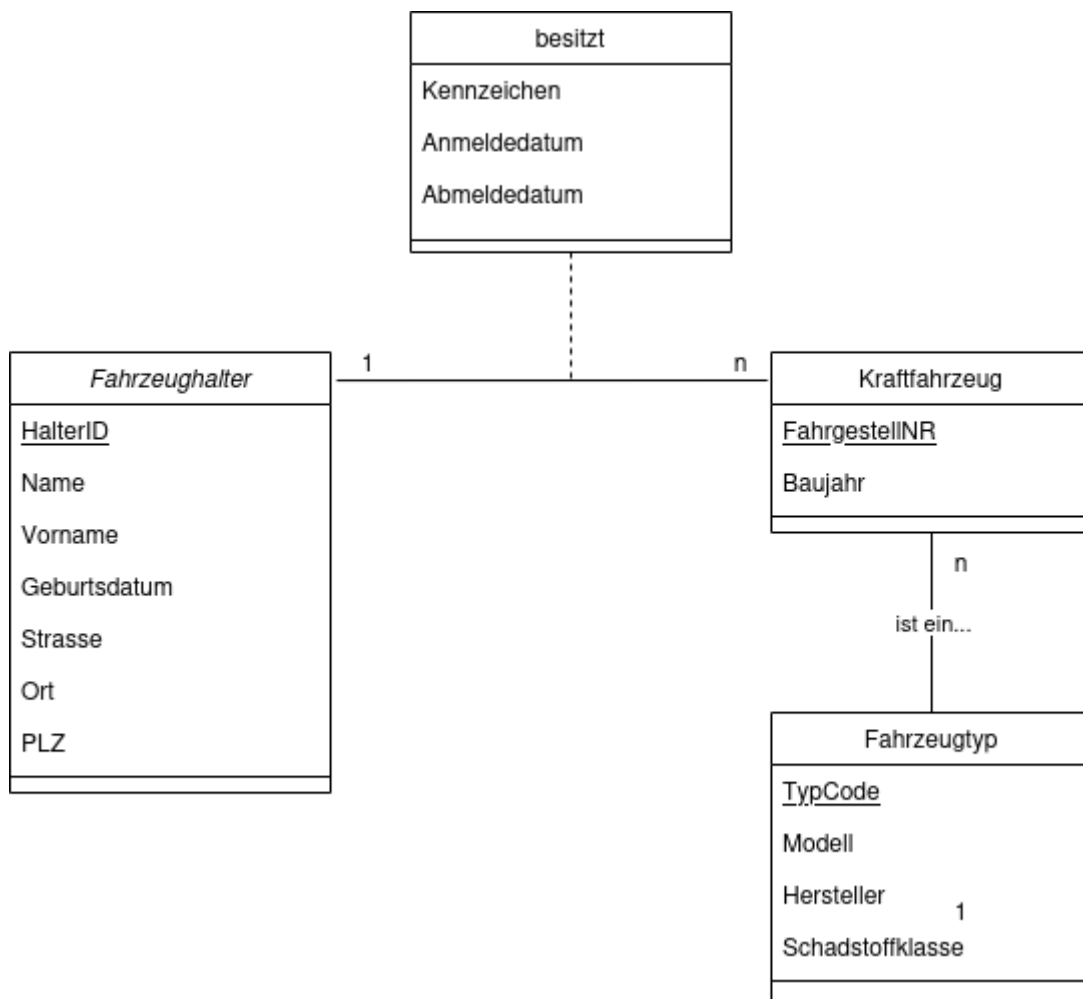 besitzt
Kennzeichen
Anmeldedatum
Abmeldedatum
Fahrzeughalter
HalterID
Name
Vorname
Geburtsdatum
Strasse
Ort
PLZ
1
n
Kraftfahrzeug
FahrgestellNR
Baujahr
n
ist ein...
Fahrzeugtyp
TypCode
Modell
Hersteller
1
Schadstoffklasse